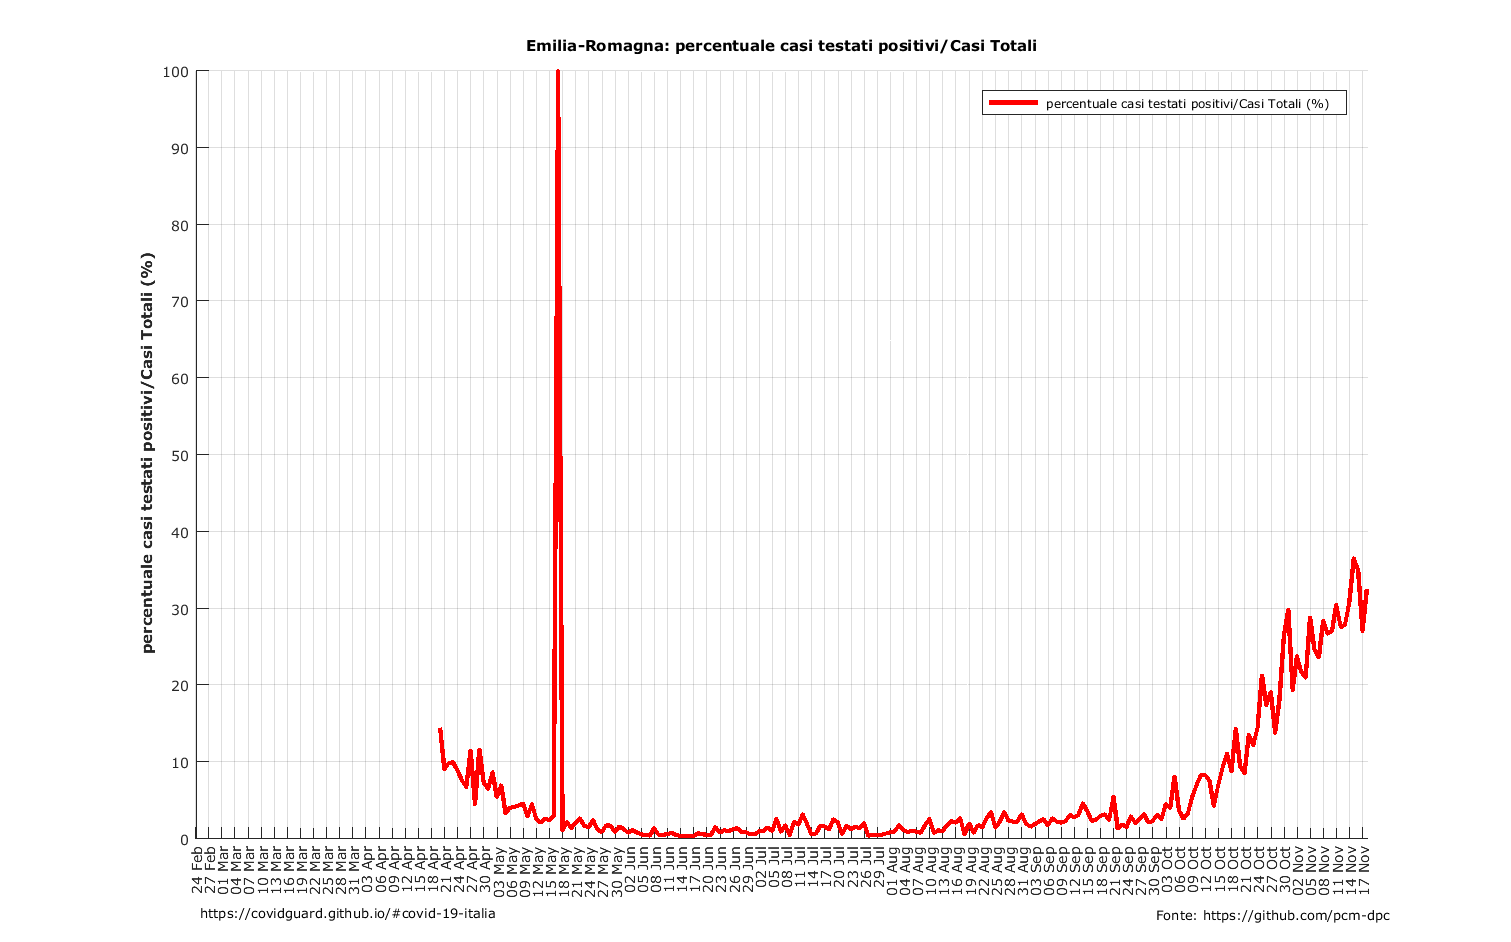 Emilia-Romagna: percentuale casi testati positivi/Casi Totali
percentuale casi testati positivi/Casi Totali (%)
percentuale casi testati positivi/Casi Totali (%)
100
90
80
70
60
50
40
30
20
10
0
24 Feb
27 Feb
01 Mar
04 Mar
07 Mar
10 Mar
13 Mar
16 Mar
19 Mar
22 Mar
25 Mar
28 Mar
31 Mar
03 Apr
06 Apr
09 Apr
12 Apr
15 Apr
18 Apr
21 Apr
24 Apr
27 Apr
30 Apr
03 May
06 May
09 May
12 May
15 May
18 May
21 May
24 May
27 May
30 May
02 Jun
05 Jun
08 Jun
11 Jun
14 Jun
17 Jun
20 Jun
23 Jun
26 Jun
29 Jun
02 Jul
05 Jul
08 Jul
11 Jul
14 Jul
17 Jul
20 Jul
23 Jul
26 Jul
29 Jul
01 Aug
04 Aug
07 Aug
10 Aug
13 Aug
16 Aug
19 Aug
22 Aug
25 Aug
28 Aug
31 Aug
03 Sep
06 Sep
09 Sep
12 Sep
15 Sep
18 Sep
21 Sep
24 Sep
27 Sep
30 Sep
03 Oct
06 Oct
09 Oct
12 Oct
15 Oct
18 Oct
21 Oct
24 Oct
27 Oct
30 Oct
02 Nov
05 Nov
08 Nov
11 Nov
14 Nov
17 Nov
https://covidguard.github.io/#covid-19-italia
Fonte: https://github.com/pcm-dpc